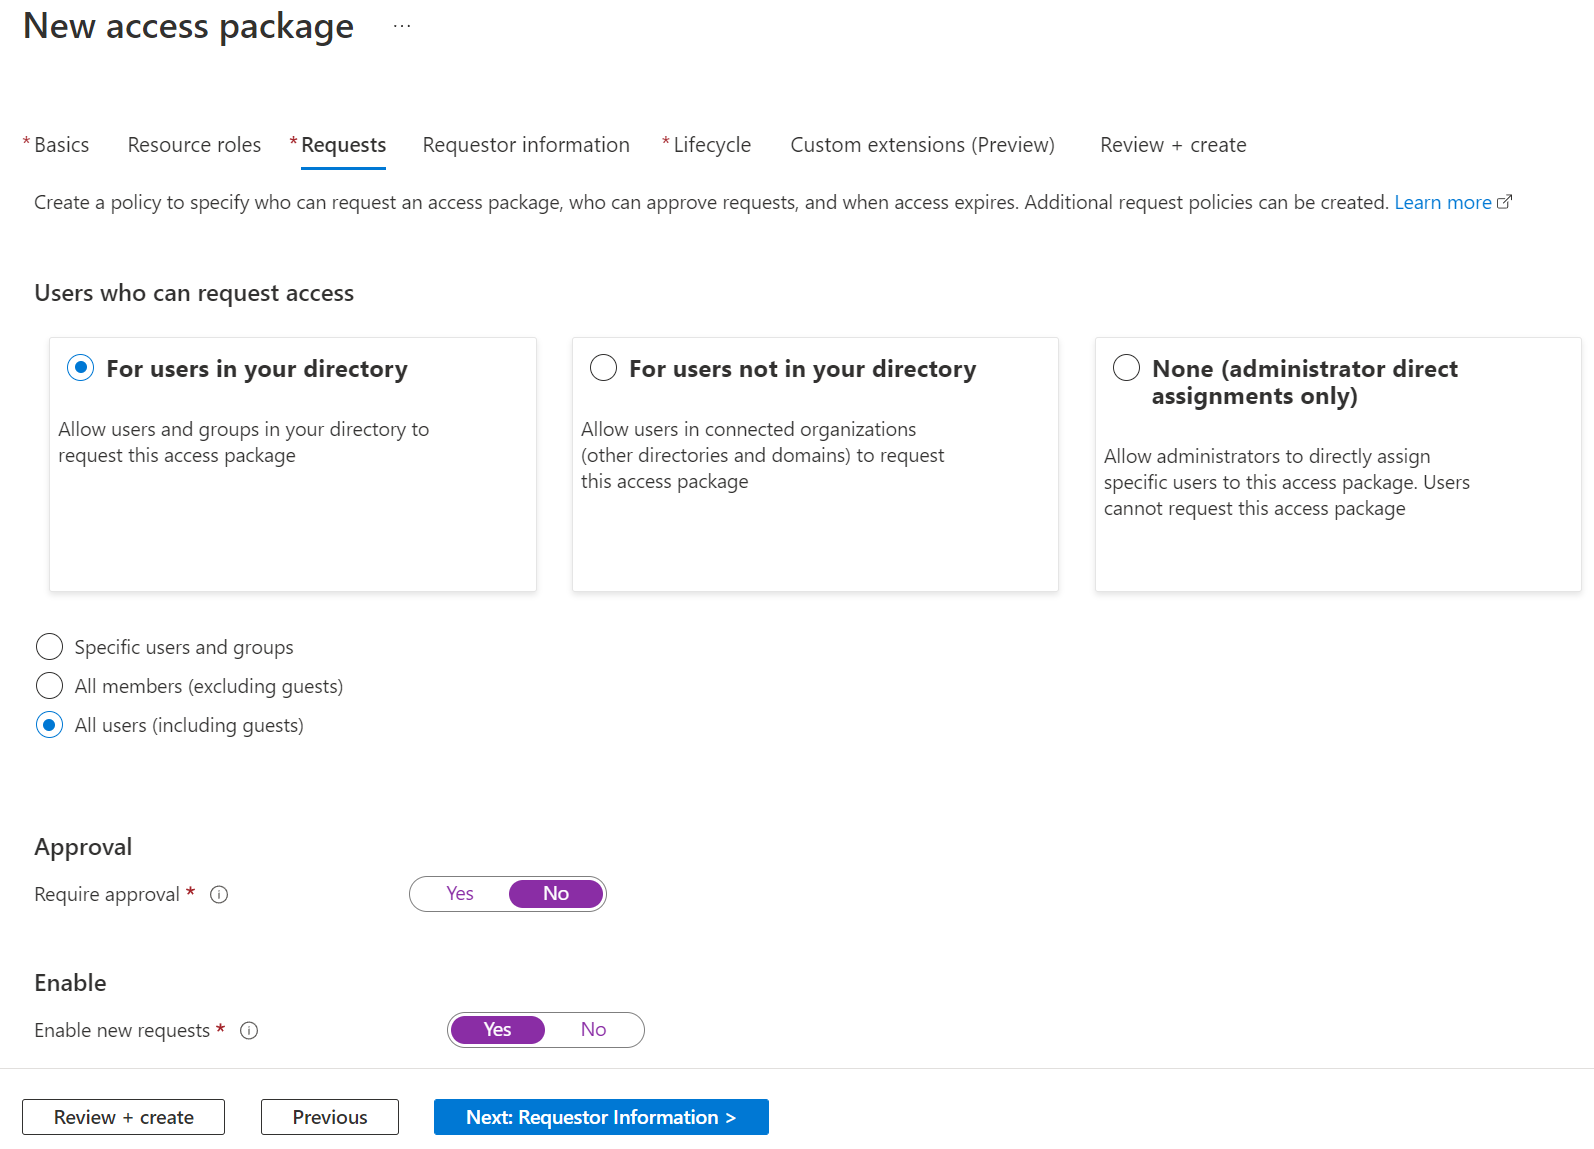 New access package ...
* Basics Resource roles * Requests Requestor information * Lifecycle Custom extensions (Preview) Review + create
Create a policy to specify who can request an access package, who can approve requests, and when access expires. Additional request policies can be created. Learn more
Users who can request access
For users in your directory
Allow users and groups in your directory to
request this access package
For users not in your directory
Allow users in connected organizations
(other directories and domains) to request
this access package
None (administrator direct
assignments only)
Allow administrators to directly assign
specific users to this access package. Users
cannot request this access package
Specific users and groups
All members (excluding guests)
All users (including guests)
Approval
Require approval * Yes No
Enable
Enable new requests * Yes No
Review + create Previous Next: Requestor Information >